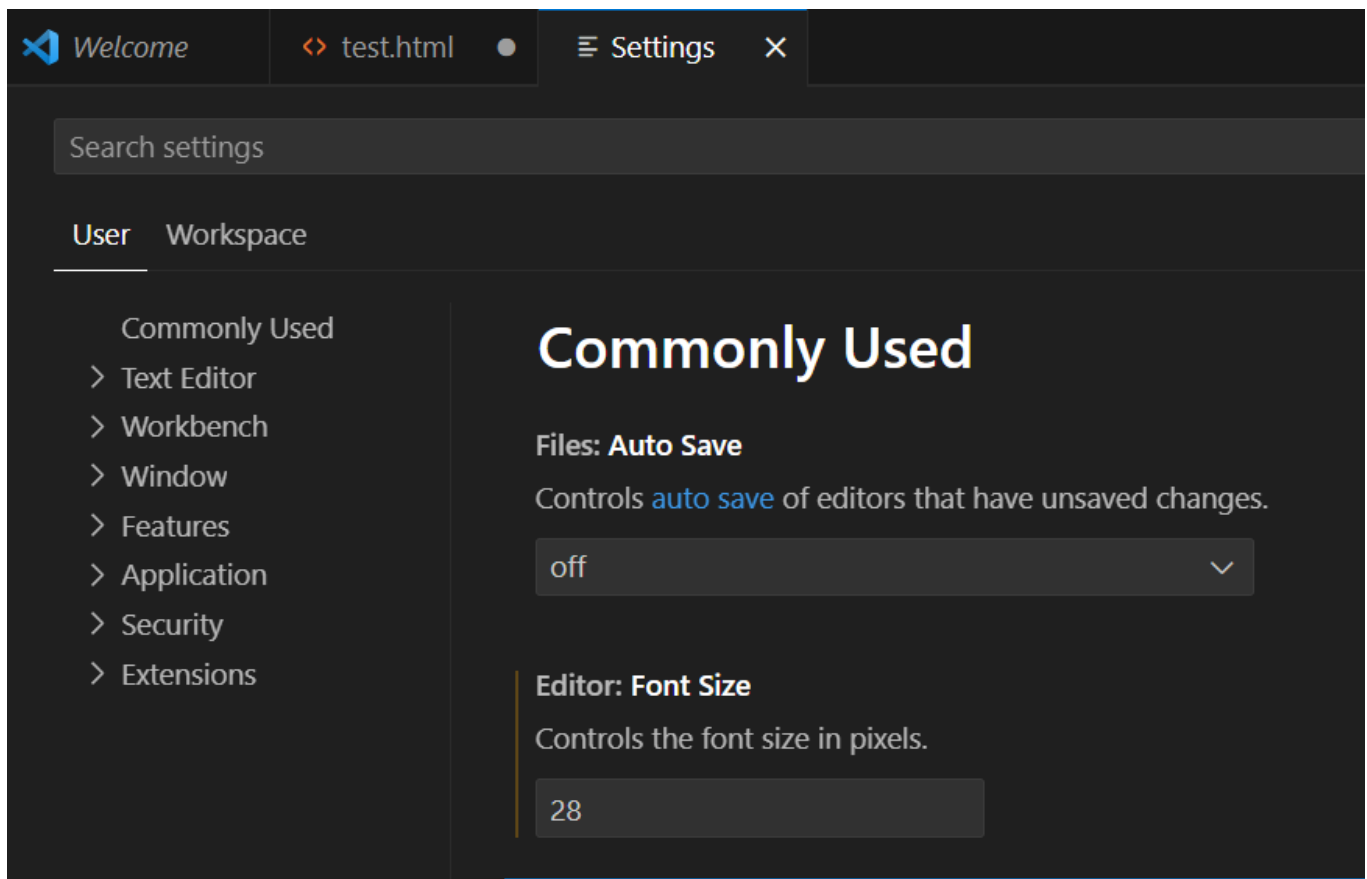 Welcome
test.html
Settings
Search settings
User Workspace
Commonly Used
Text Editor
Workbench
Window
Features
Application
Security
Extensions
Commonly Used
Files: Auto Save
Controls auto save of editors that have unsaved changes.
off
Editor: Font Size
Controls the font size in pixels.
28